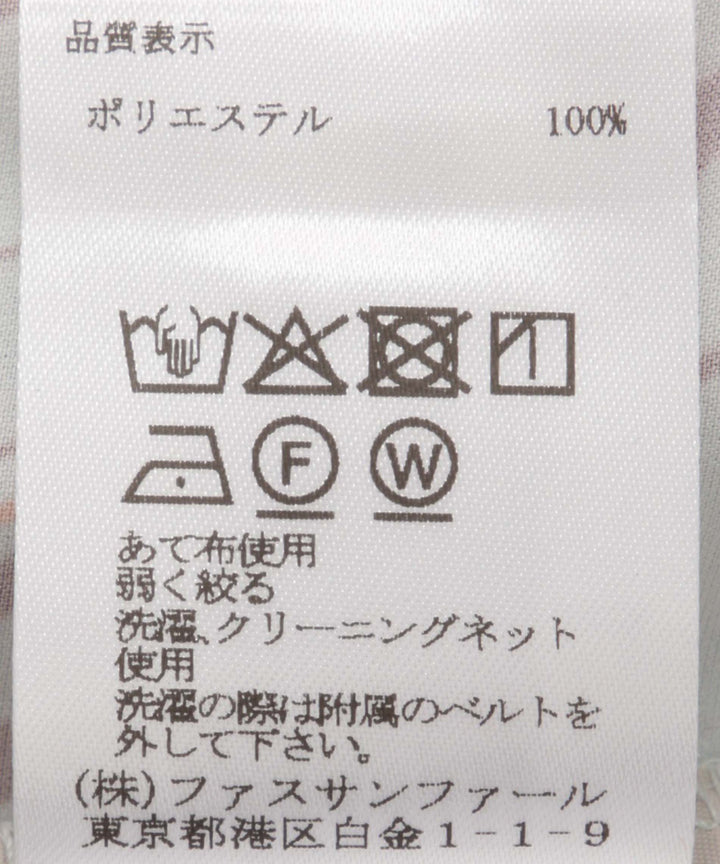 品質表示
ポリエステル 100%
F W
あて布使用
弱く絞る
洗濯､クリーニングネット
使用
洗濯の際は附属のベルトを
外して下さい。
(株)ファスサンファール
東京都港区白金1-1-9